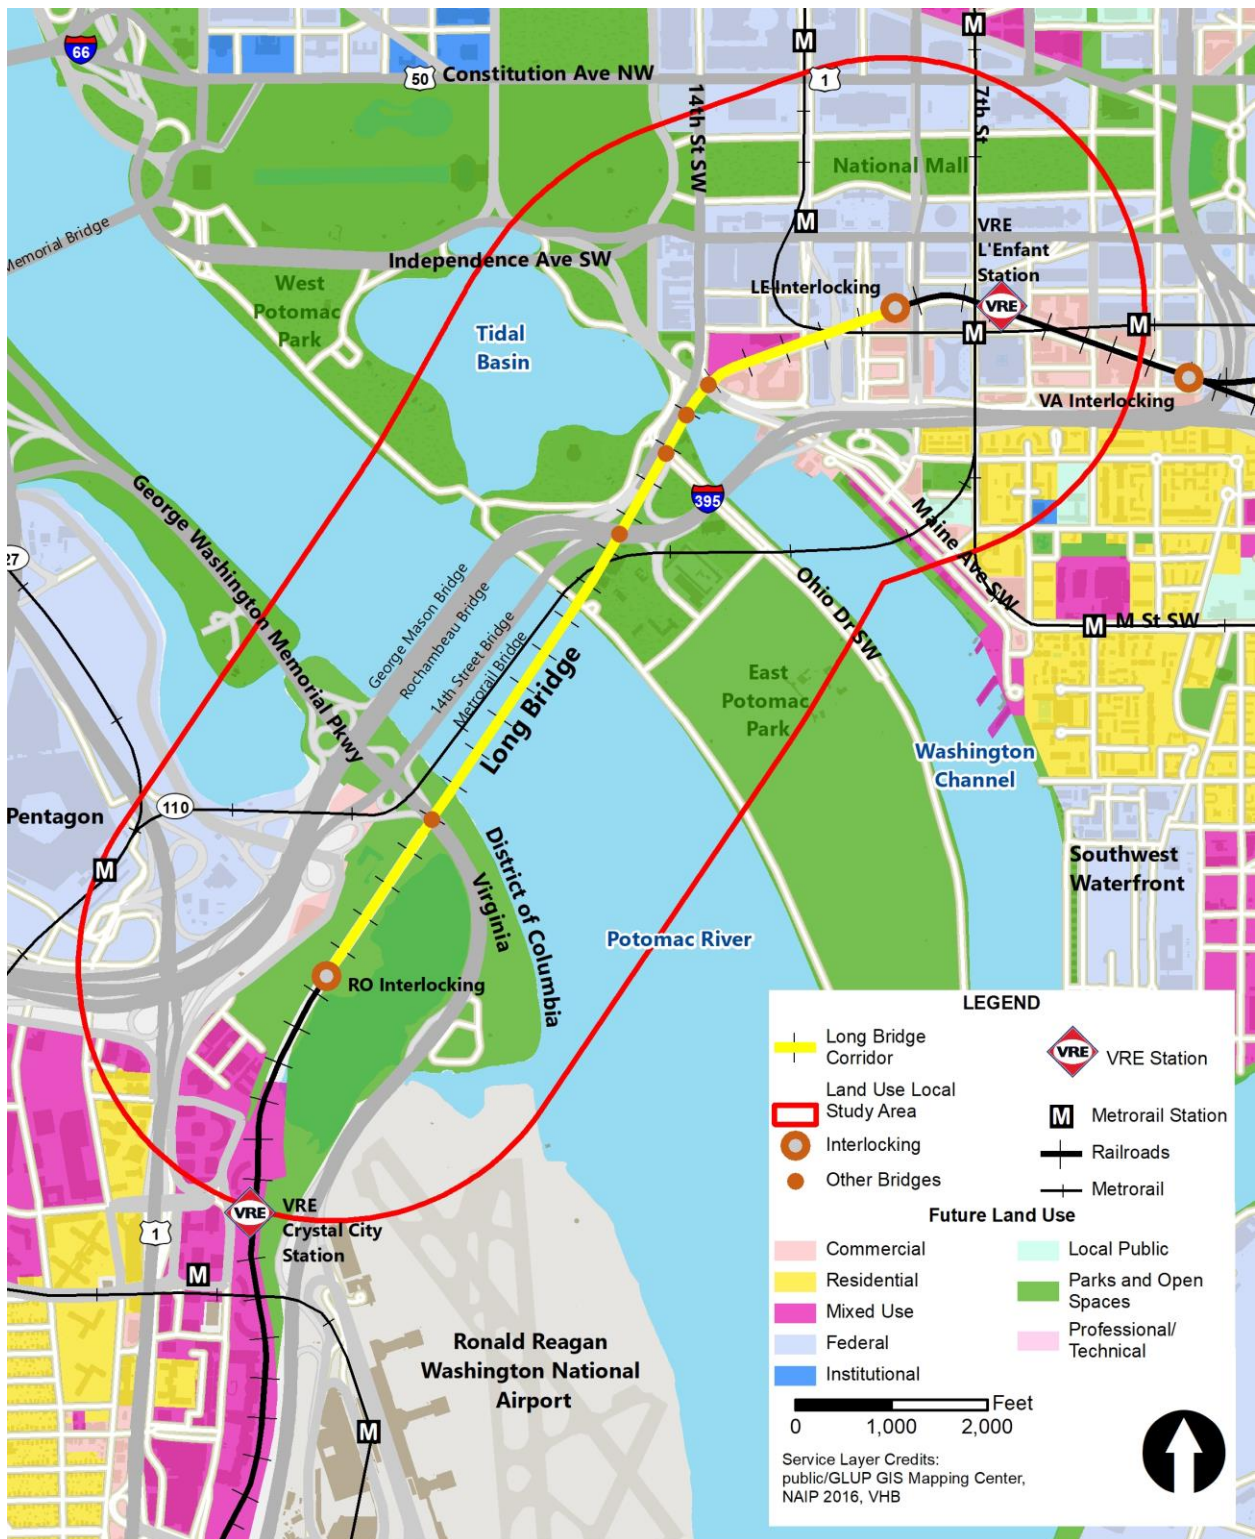 66
50
Constitution Ave NW
1
M
M
14th St SW
7th St
National Mall
Memorial Bridge
M
VRE
L'Enfant
Station
Independence Ave SW
West
Potomac
Park
LE Interlocking
VRE
Tidal
Basin
M
M
VA Interlocking
George Washington Memorial Pkwy
395
Maine Ave SW
27
George Mason Bridge
Rochambeau Bridge
14th Street Bridge
Metrorail Bridge
Long Bridge
Ohio Dr SW
M
M St SW
East
Potomac
Park
Washington
Channel
110
Pentagon
M
District of Columbia
Virginia
Southwest
Waterfront
Potomac River
RO Interlocking
VRE
VRE
Crystal City
Station
1
M
Ronald Reagan
Washington National
Airport
M
LEGEND
Long Bridge
Corridor
Land Use Local
Study Area
Interlocking
Other Bridges
VRE
VRE Station
M
Metrorail Station
Railroads
Metrorail
Future Land Use
Commercial
Residential
Mixed Use
Federal
Institutional
Local Public
Parks and Open
Spaces
Professional/
Technical
Feet
0 1,000 2,000
Service Layer Credits:
public/GLUP GIS Mapping Center,
NAIP 2016, VHB